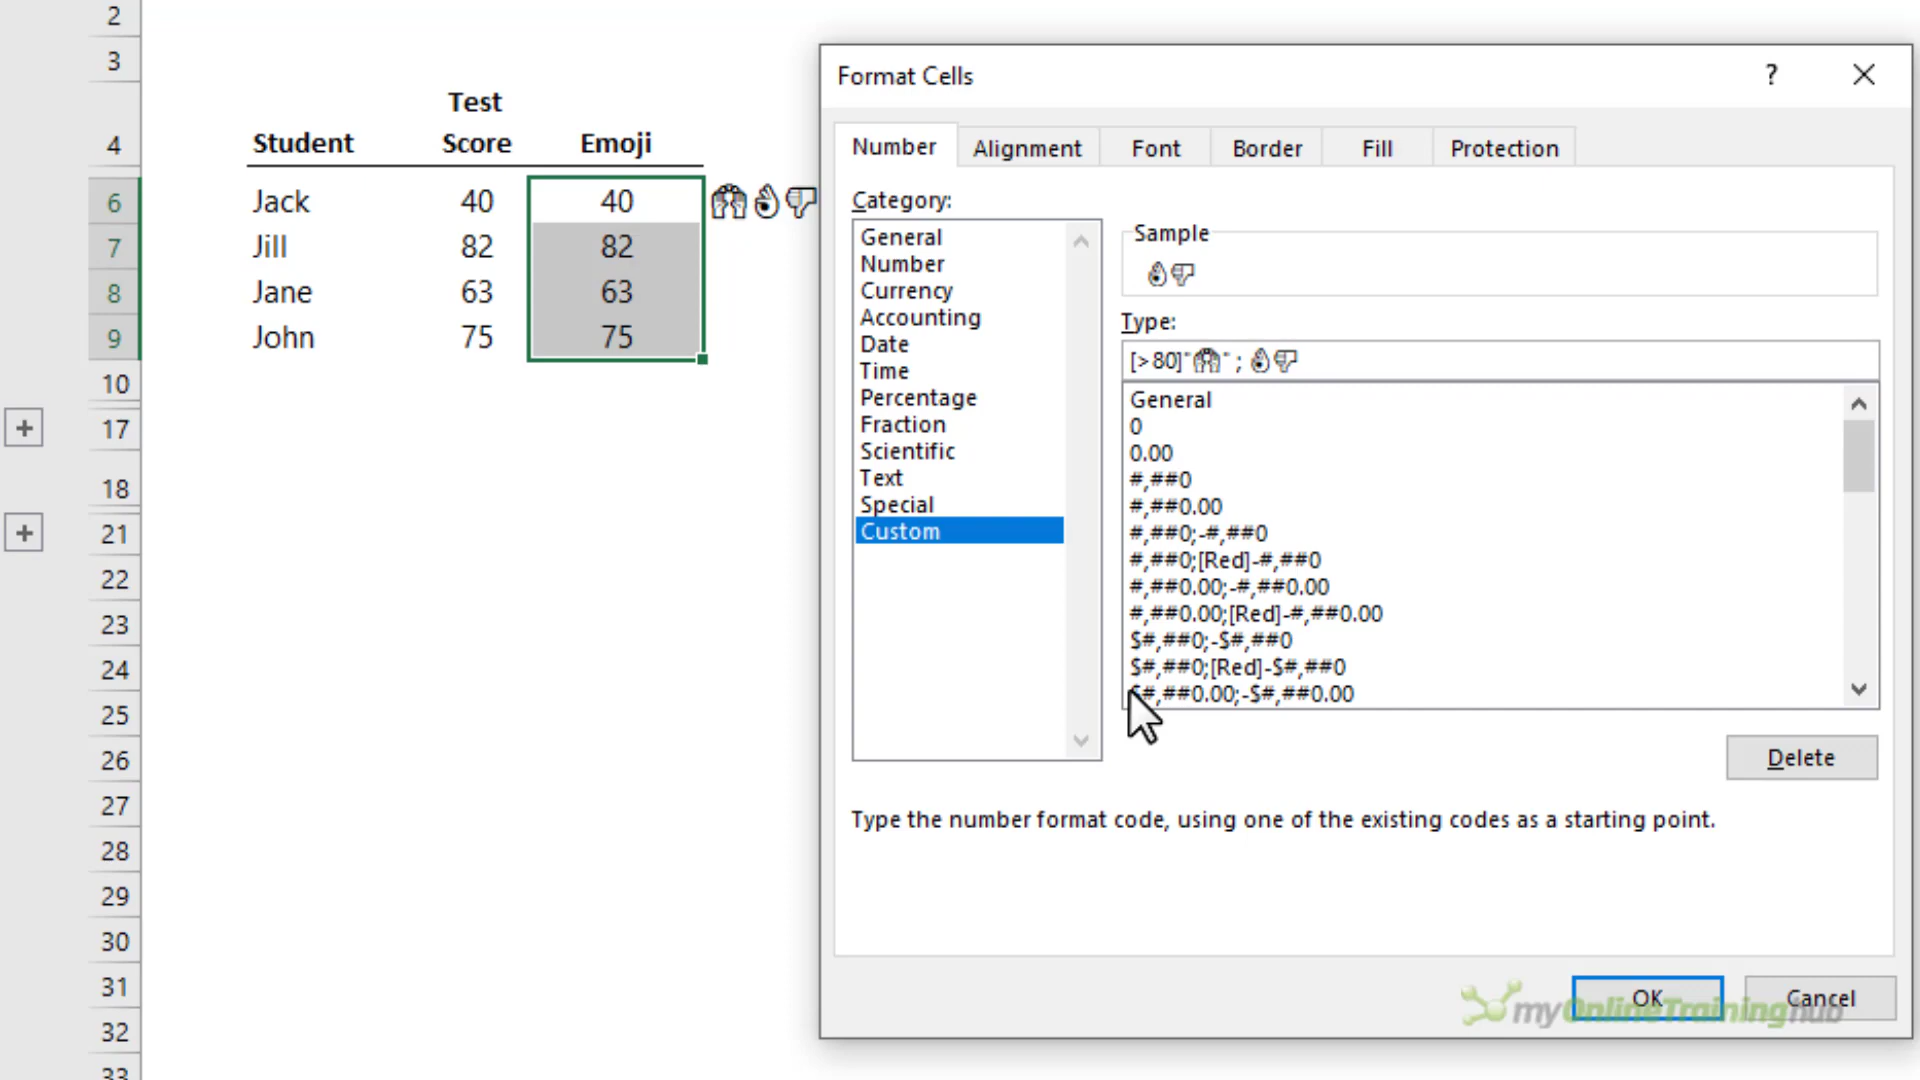 2
3
4
6
7
8
9
10
17
18
21
22
23
24
25
26
27
28
29
30
31
32
33
+
+
Student Test Score Emoji
Jack 40 40 🙌👌👎
Jill 82 82
Jane 63 63
John 75 75
Format Cells ? ×
Number Alignment Font Border Fill Protection
Category:
General
Number
Currency
Accounting
Date
Time
Percentage
Fraction
Scientific
Text
Special
Custom
Sample
👌👎
Type:
[>80]"🙌" ; 👌👎
General
0
0.00
#,##0
#,##0.00
#,##0;-#,##0
#,##0;[Red]-#,##0
#,##0.00;-#,##0.00
#,##0.00;[Red]-#,##0.00
$#,##0;-$#,##0
$#,##0;[Red]-$#,##0
$#,##0.00;-$#,##0.00
Delete
Type the number format code, using one of the existing codes as a starting point.
OK Cancel
myOnlineTraininghub